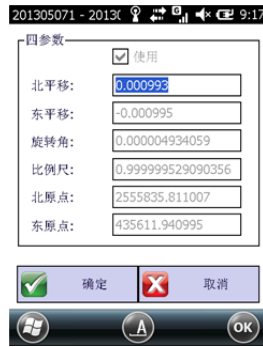 201305071 - 2013( 9:17
四参数
使用
北平移: 0.000993
东平移: -0.000995
旋转角: 0.000004934059
比例尺: 0.999999529090356
北原点: 2555835.811007
东原点: 435611.940995
确定 取消
A OK